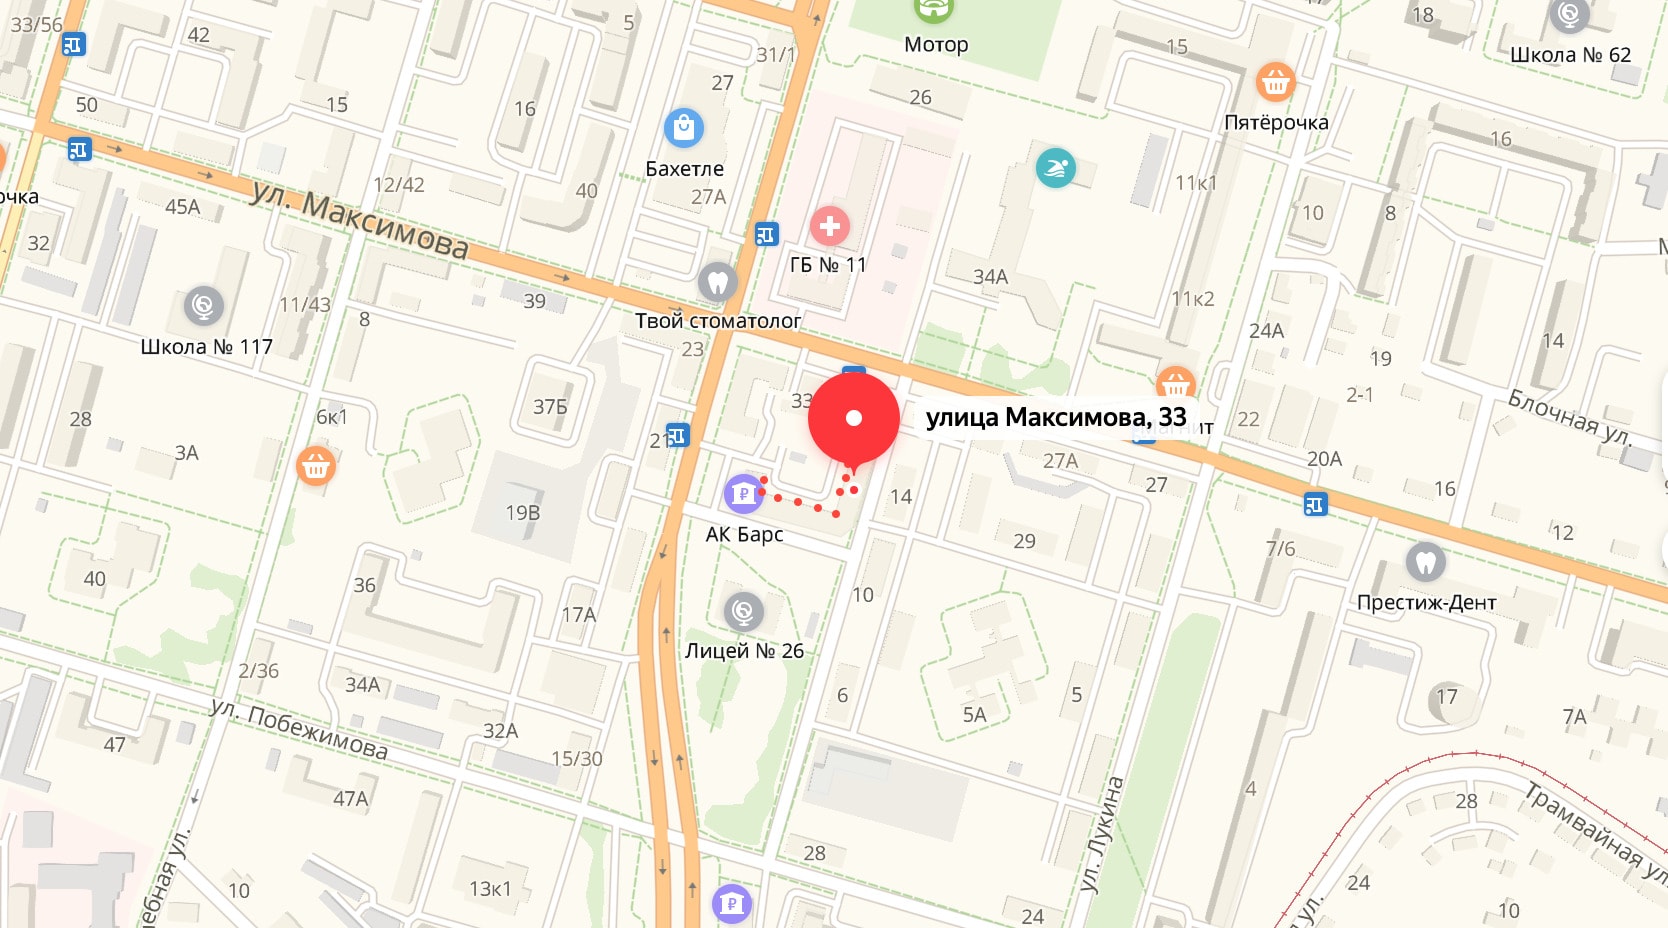 33/56
42
5
31/1
Мотор
15
18
Школа № 62
50
15
16
27
26
Пятёрочка
16
Бахетле
12/42
40
27А
11к1
10
8
45А
ул. Максимова
32
ГБ № 11
34А
11/43
8
39
11к2
Твой стоматолог
23
24А
Школа № 117
19
14
33
2-1
Блочная ул.
37Б
6к1
28
21
улица Максимова, 33
22
3А
27А
20А
27
16
14
19В
АК Барс
29
12
7/6
40
36
10
17А
Престиж-Дент
Лицей № 26
2/36
34А
6
5
5А
17
7А
ул. Побежимова
32А
47
15/30
47А
4
28
Трамвайная ул.
ул. Лукина
28
24
10
13к1
10
24